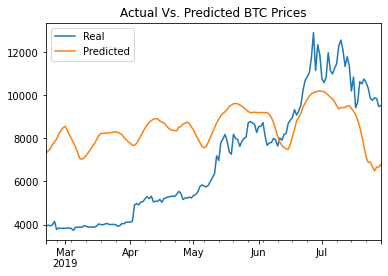 Actual Vs. Predicted BTC Prices
Real
Predicted
12000
10000
8000
6000
4000
Mar
2019
Apr
May
Jun
Jul